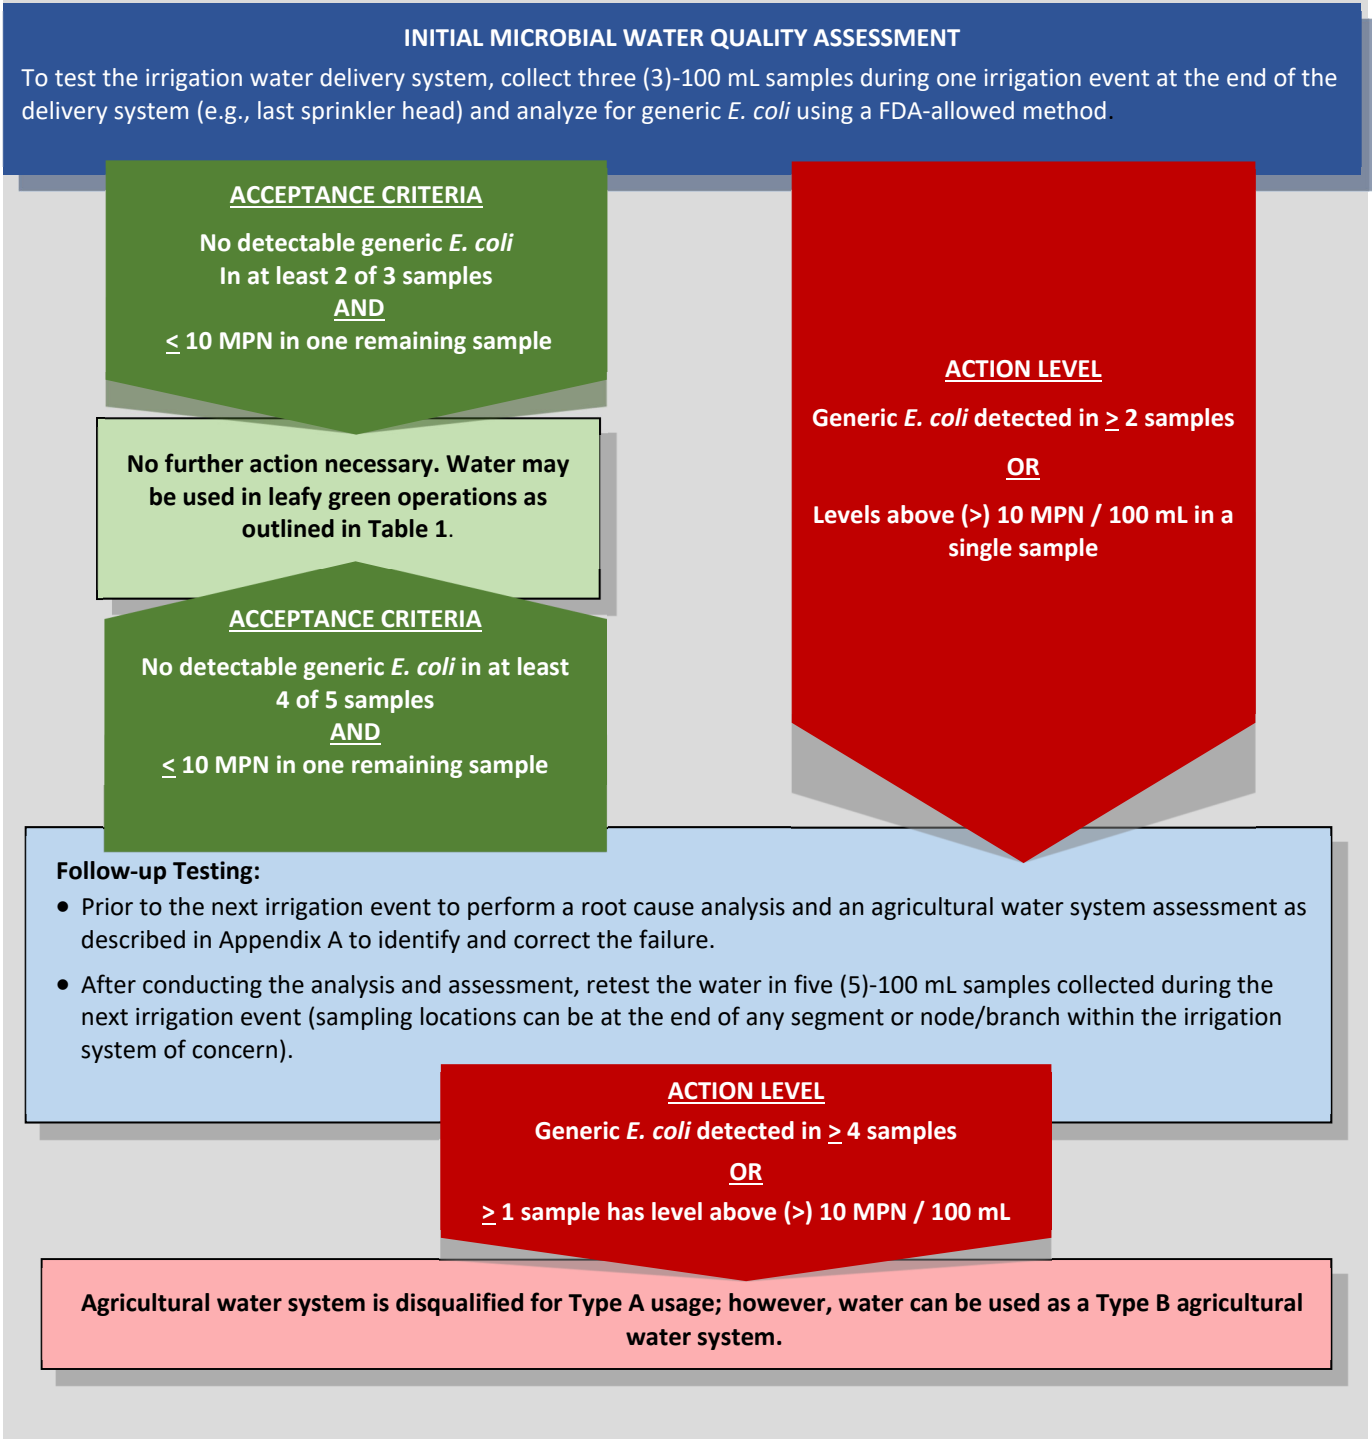 INITIAL MICROBIAL WATER QUALITY ASSESSMENT
To test the irrigation water delivery system, collect three (3)-100 mL samples during one irrigation event at the end of the
delivery system (e.g., last sprinkler head) and analyze for generic E. coli using a FDA-allowed method.
ACCEPTANCE CRITERIA
No detectable generic E. coli
In at least 2 of 3 samples
AND
≤ 10 MPN in one remaining sample
No further action necessary. Water may
be used in leafy green operations as
outlined in Table 1.
ACCEPTANCE CRITERIA
No detectable generic E. coli in at least
4 of 5 samples
AND
≤ 10 MPN in one remaining sample
ACTION LEVEL
Generic E. coli detected in ≥ 2 samples
OR
Levels above (>) 10 MPN / 100 mL in a
single sample
Follow-up Testing:
• Prior to the next irrigation event to perform a root cause analysis and an agricultural water system assessment as
described in Appendix A to identify and correct the failure.
• After conducting the analysis and assessment, retest the water in five (5)-100 mL samples collected during the
next irrigation event (sampling locations can be at the end of any segment or node/branch within the irrigation
system of concern).
ACTION LEVEL
Generic E. coli detected in ≥ 4 samples
OR
≥ 1 sample has level above (>) 10 MPN / 100 mL
Agricultural water system is disqualified for Type A usage; however, water can be used as a Type B agricultural
water system.